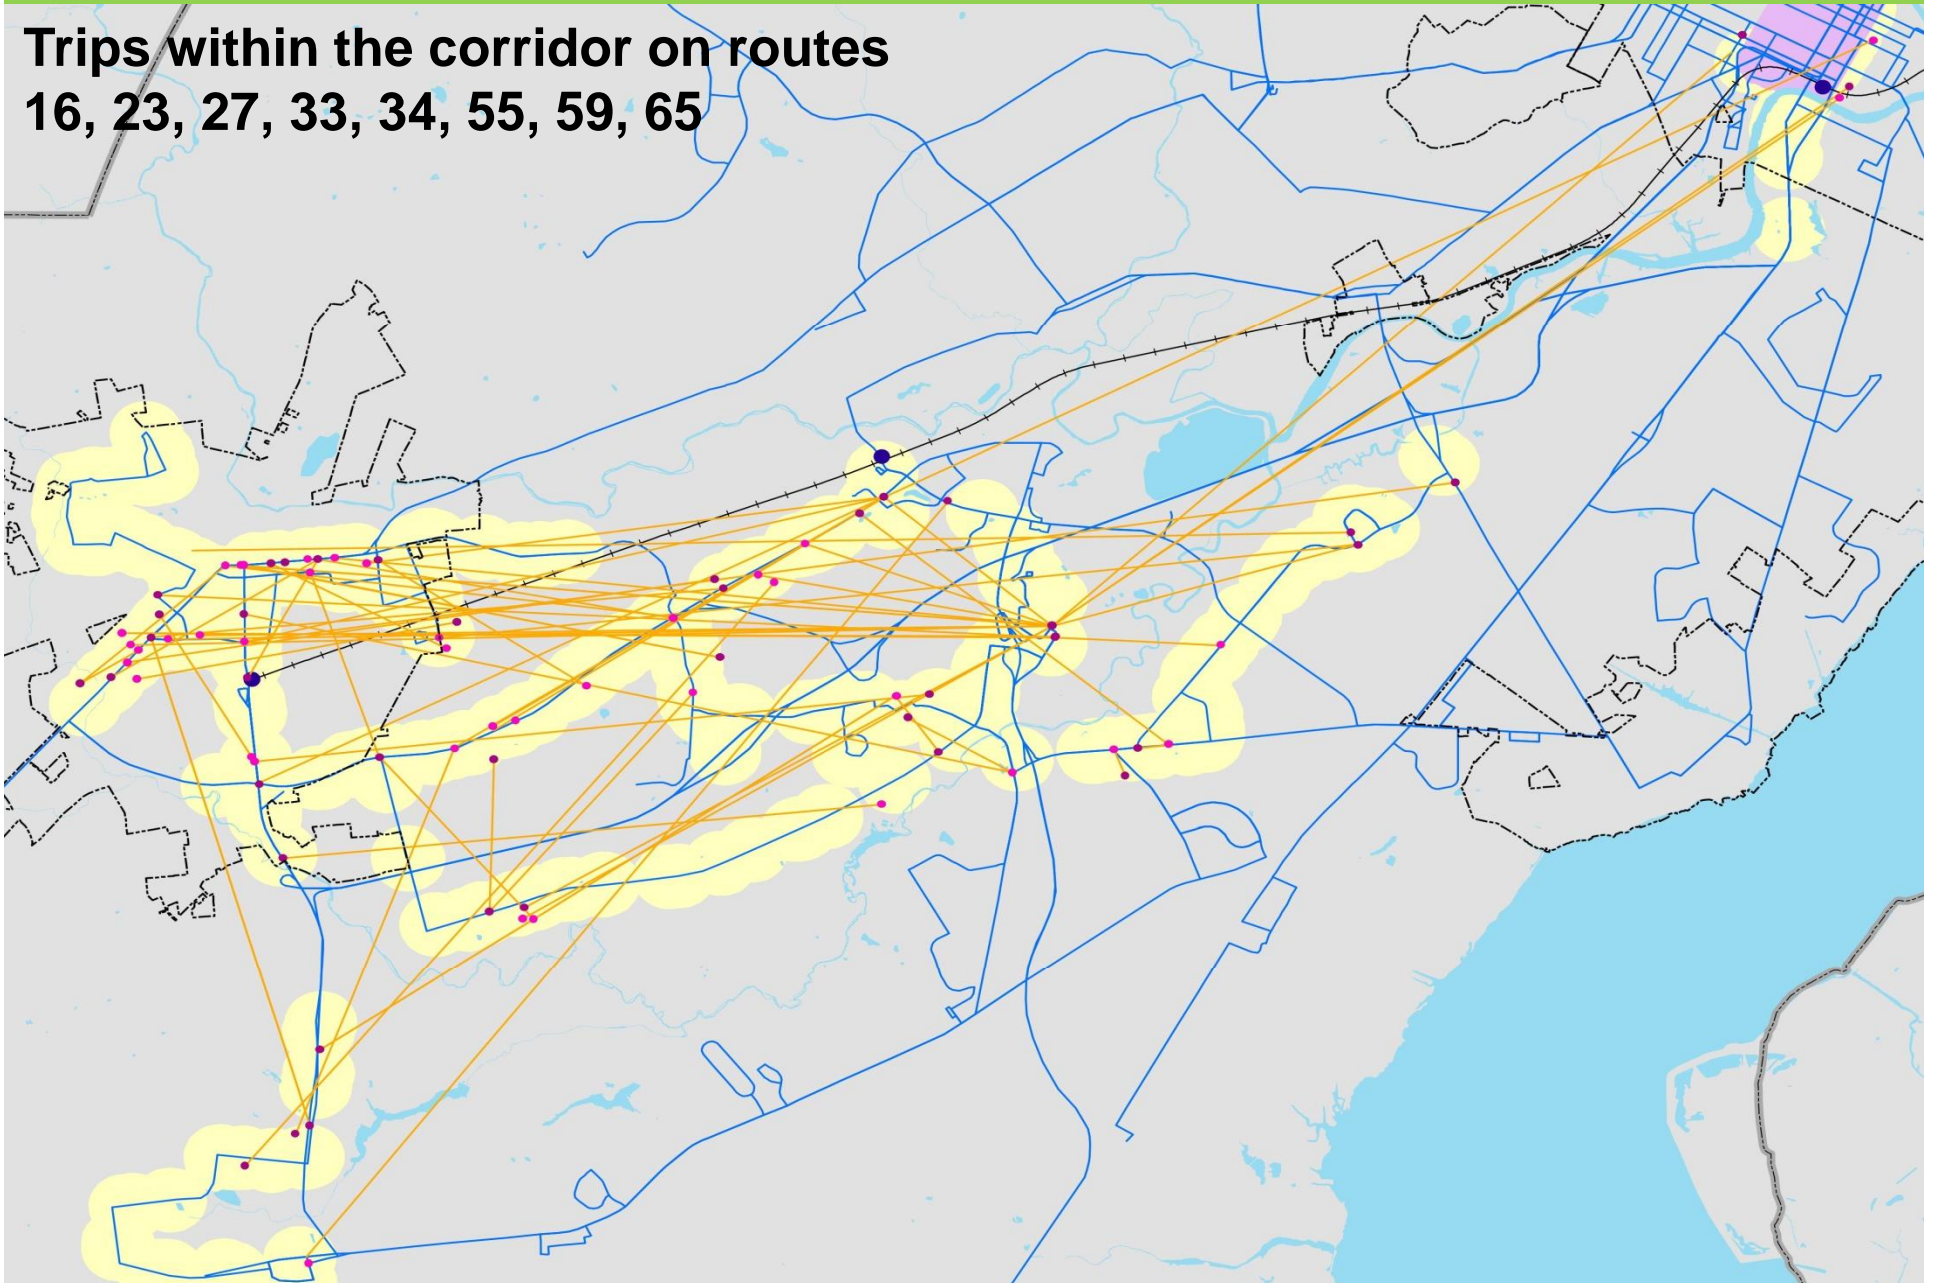 Trips within the corridor on routes
16, 23, 27, 33, 34, 55, 59, 65